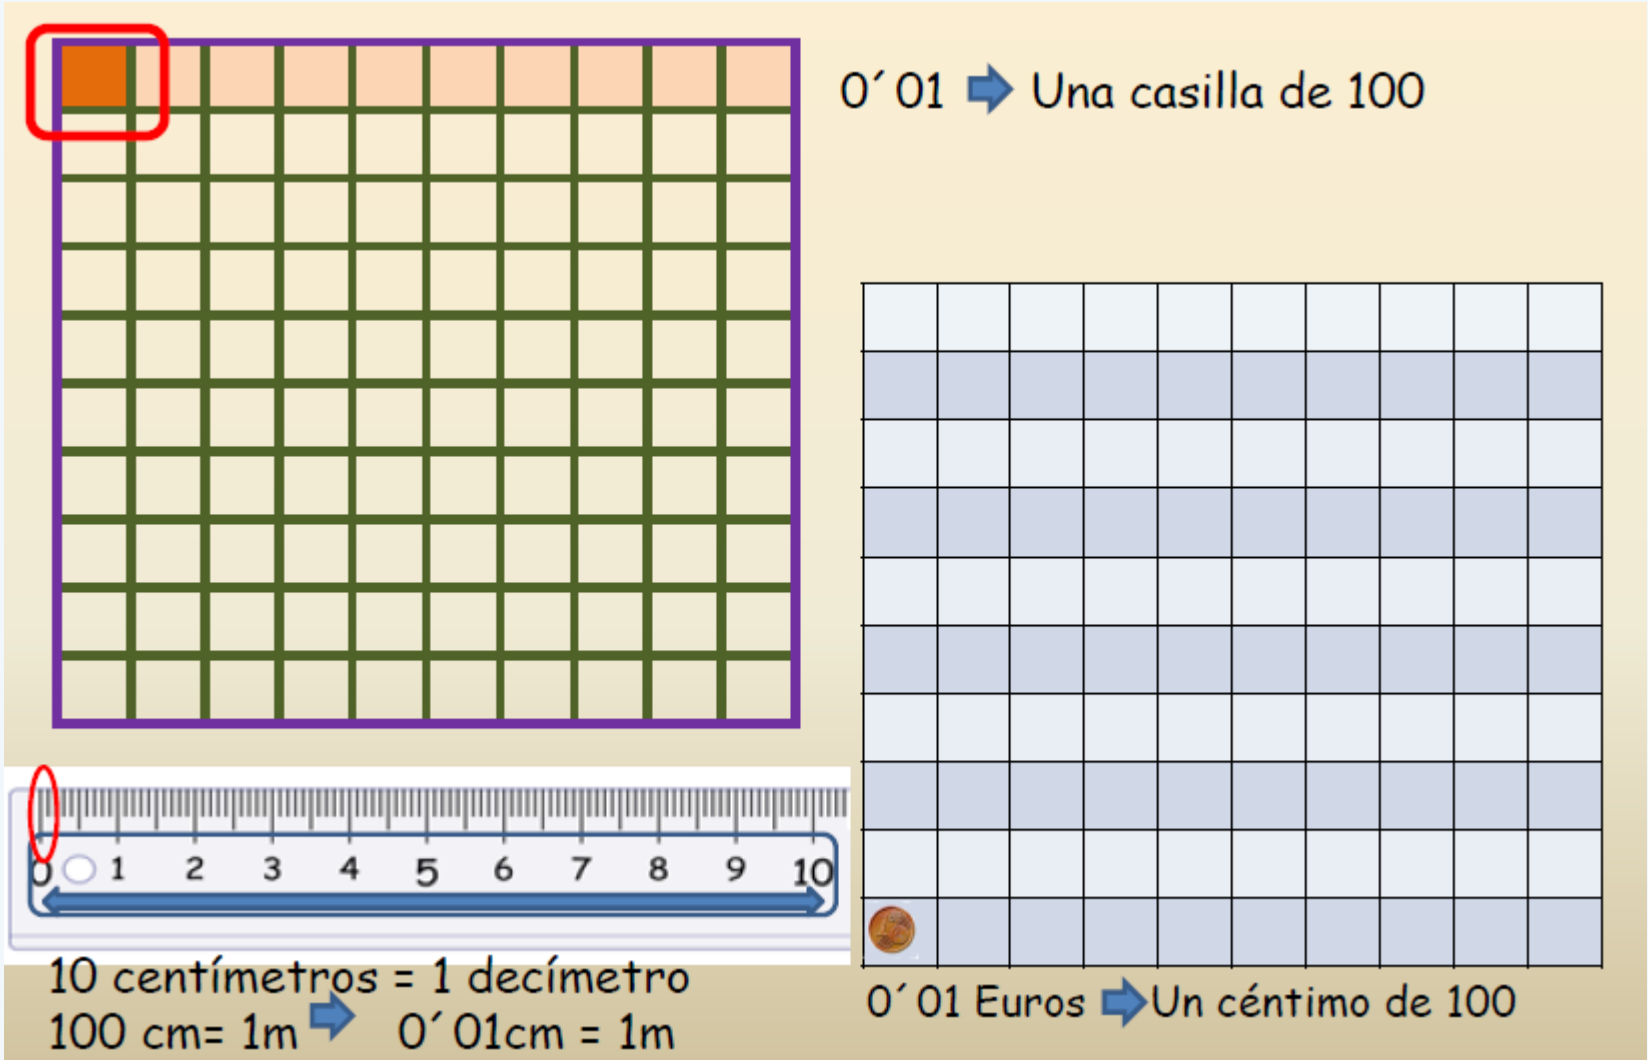 0´01 Una casilla de 100
0 1 2 3 4 5 6 7 8 9 10
10 centímetros = 1 decímetro
100 cm= 1m 0´01cm = 1m
0´01 Euros Un céntimo de 100